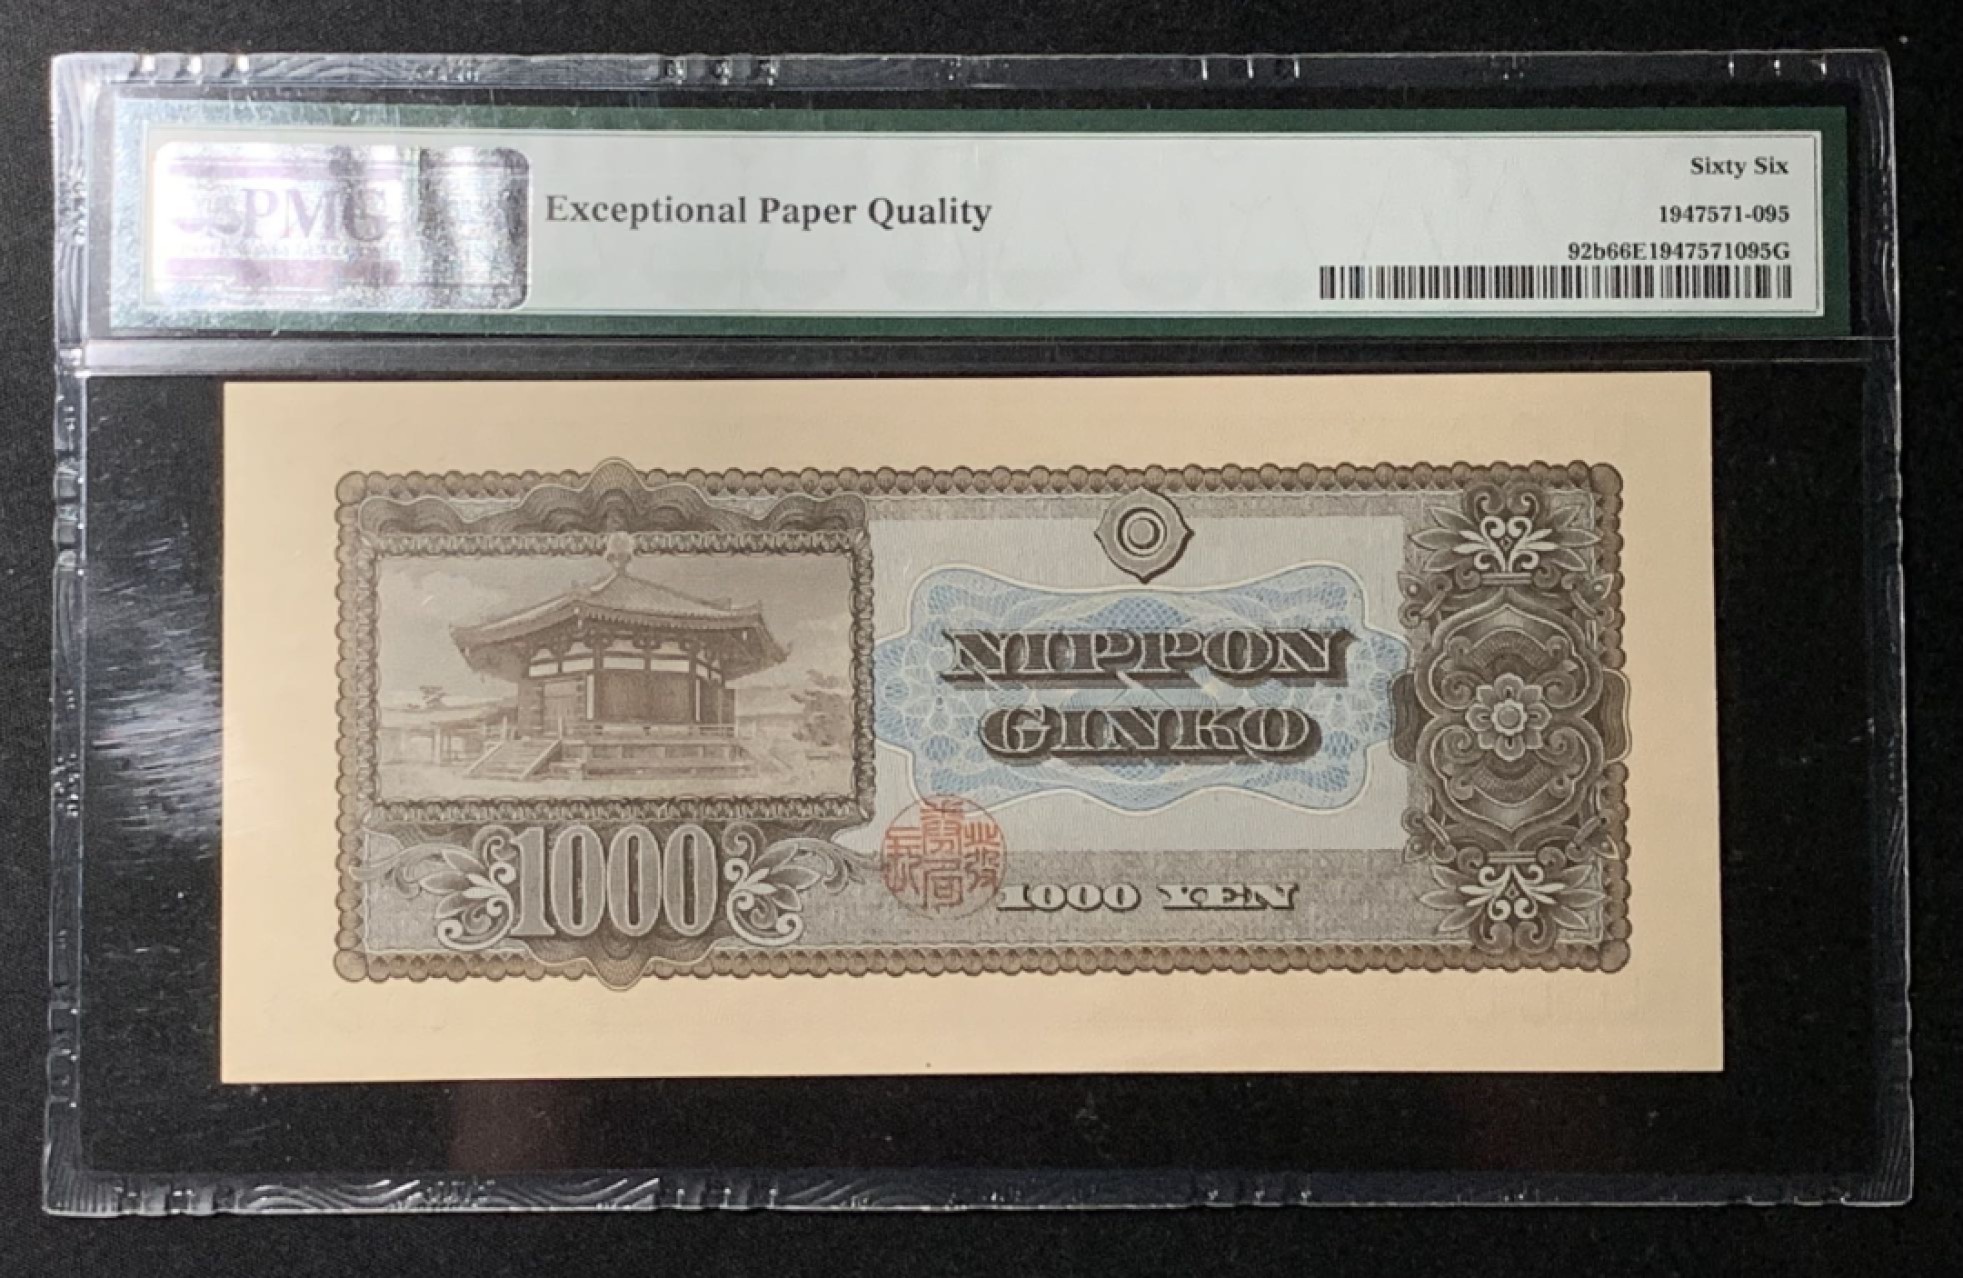 PMG
Exceptional Paper Quality
Sixty Six
1947571-095
92b66E1947571095G
NIPPON
GINKO
1000
1000 YEN